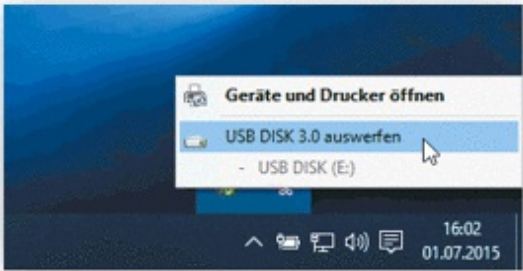 Geräte und Drucker öffnen
USB DISK 3.0 auswerfen
- USB DISK (E:)
16:02
01.07.2015